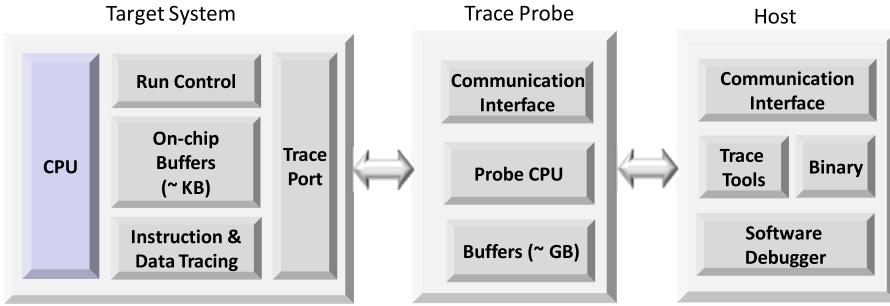 Target System
Trace Probe
Host
CPU
Run Control
On-chip
Buffers
(~ KB)
Instruction &
Data Tracing
Trace
Port
Communication
Interface
Probe CPU
Buffers (~ GB)
Communication
Interface
Trace
Tools
Binary
Software
Debugger